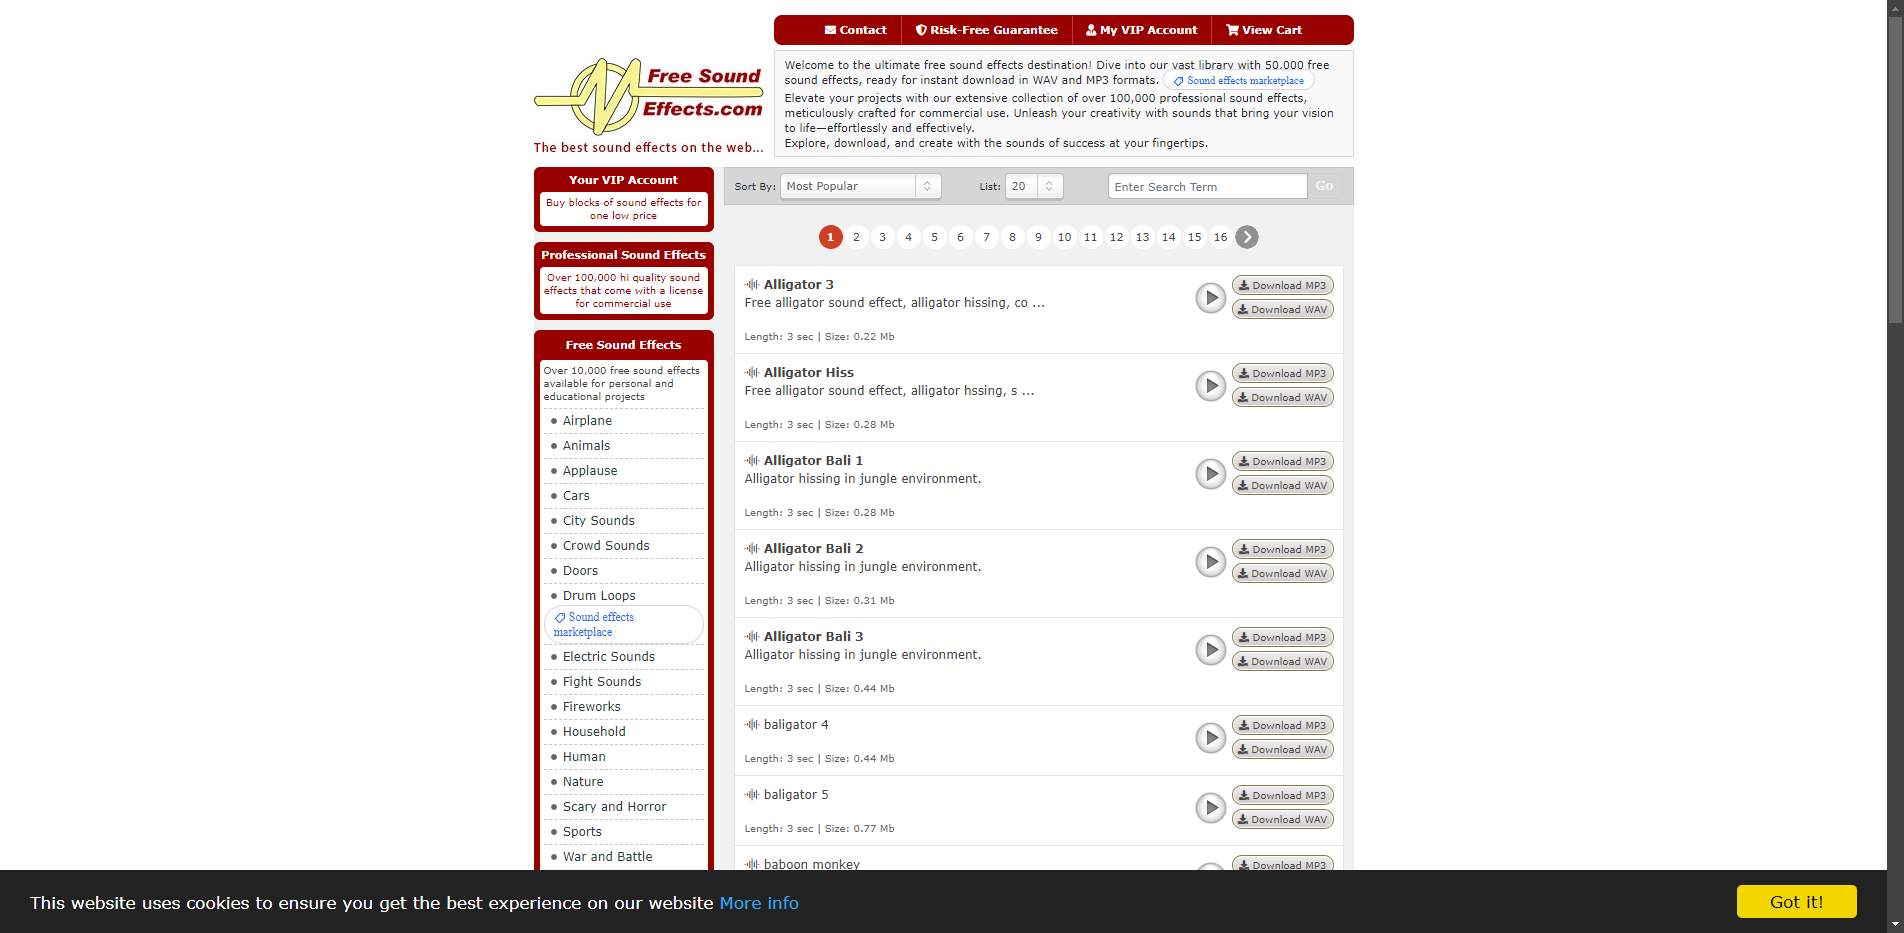 Contact
Risk-Free Guarantee
My VIP Account
View Cart
Free Sound
Effects.com
The best sound effects on the web...
Welcome to the ultimate free sound effects destination! Dive into our vast library with 50,000 free
sound effects, ready for instant download in WAV and MP3 formats. Sound effects marketplace
Elevate your projects with our extensive collection of over 100,000 professional sound effects,
meticulously crafted for commercial use. Unleash your creativity with sounds that bring your vision
to life—effortlessly and effectively.
Explore, download, and create with the sounds of success at your fingertips.
Your VIP Account
Buy blocks of sound effects for
one low price
Professional Sound Effects
Over 100,000 hi quality sound
effects that come with a license
for commercial use
Free Sound Effects
Over 10,000 free sound effects
available for personal and
educational projects
Airplane
Animals
Applause
Cars
City Sounds
Crowd Sounds
Doors
Drum Loops
Sound effects
marketplace
Electric Sounds
Fight Sounds
Fireworks
Household
Human
Nature
Scary and Horror
Sports
War and Battle
Sort By: Most Popular
List: 20
Enter Search Term
Go
1 2 3 4 5 6 7 8 9 10 11 12 13 14 15 16
Alligator 3
Free alligator sound effect, alligator hissing, co ...
Length: 3 sec | Size: 0.22 Mb
Download MP3
Download WAV
Alligator Hiss
Free alligator sound effect, alligator hssing, s ...
Length: 3 sec | Size: 0.28 Mb
Download MP3
Download WAV
Alligator Bali 1
Alligator hissing in jungle environment.
Length: 3 sec | Size: 0.28 Mb
Download MP3
Download WAV
Alligator Bali 2
Alligator hissing in jungle environment.
Length: 3 sec | Size: 0.31 Mb
Download MP3
Download WAV
Alligator Bali 3
Alligator hissing in jungle environment.
Length: 3 sec | Size: 0.44 Mb
Download MP3
Download WAV
baligator 4
Length: 3 sec | Size: 0.44 Mb
Download MP3
Download WAV
baligator 5
Length: 3 sec | Size: 0.77 Mb
Download MP3
Download WAV
baboon monkey
Download MP3
This website uses cookies to ensure you get the best experience on our website More info
Got it!